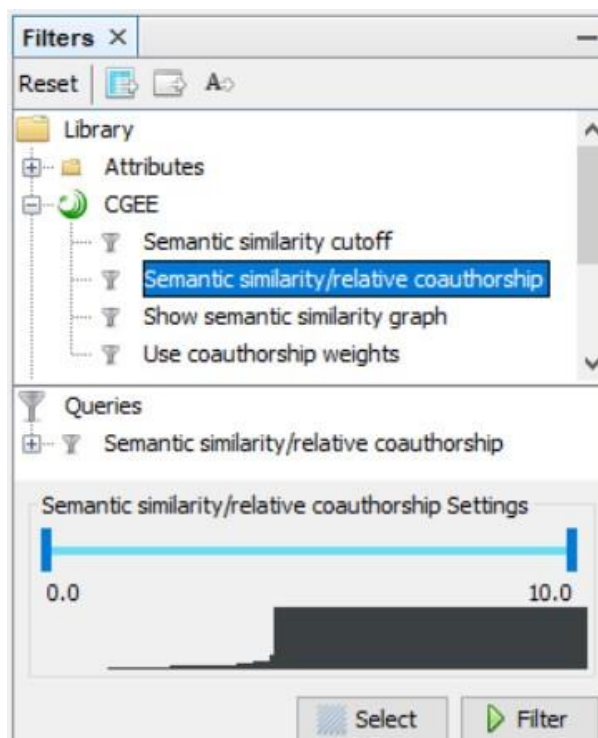 Filters
Reset A
Library
Attributes
CGEE
Semantic similarity cutoff
Semantic similarity/relative coauthorship
Show semantic similarity graph
Use coauthorship weights
Queries
Semantic similarity/relative coauthorship
Semantic similarity/relative coauthorship Settings
0.0 10.0
Select Filter